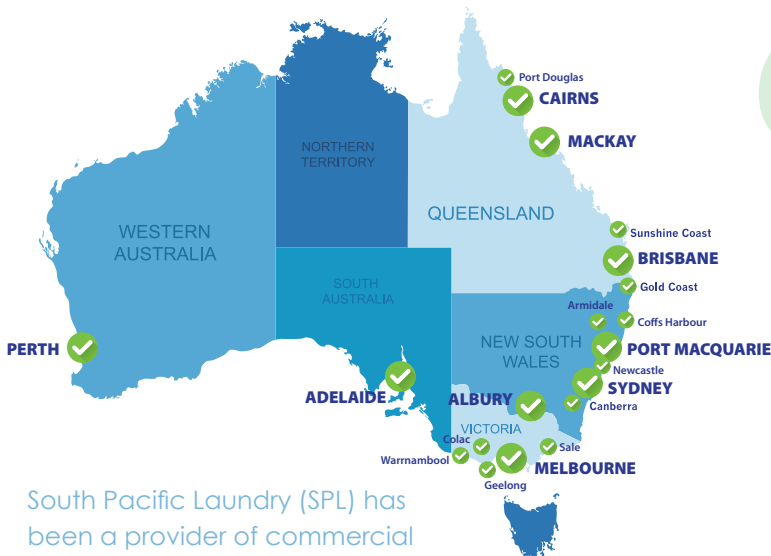 Port Douglas
CAIRNS
MACKAY
NORTHERN
TERRITORY
QUEENSLAND
WESTERN
AUSTRALIA
Sunshine Coast
BRISBANE
SOUTH
AUSTRALIA
Gold Coast
Armidale
Coffs Harbour
PERTH
NEW SOUTH
WALES
PORT MACQUARIE
Newcastle
SYDNEY
ADELAIDE
ALBURY
Canberra
VICTORIA
Colac
Sale
Warrnambool
MELBOURNE
Geelong
South Pacific Laundry (SPL) has
been a provider of commercial